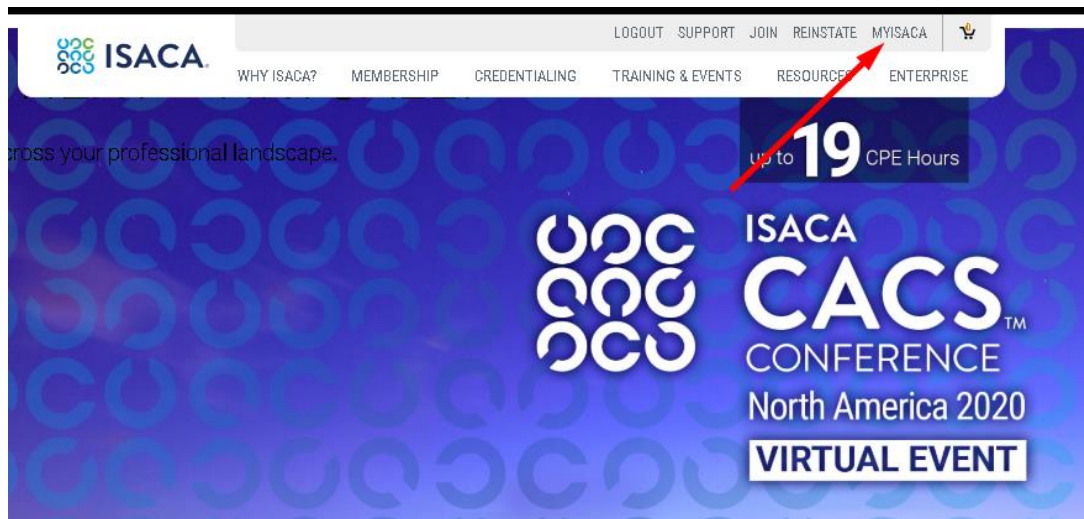 LOGOUT SUPPORT JOIN REINSTATE MYISACA
ISACA.
WHY ISACA? MEMBERSHIP CREDENTIALING TRAINING & EVENTS RESOURCES ENTERPRISE
across your professional landscape.
up to 19 CPE Hours
ISACA
CACS™
CONFERENCE
North America 2020
VIRTUAL EVENT